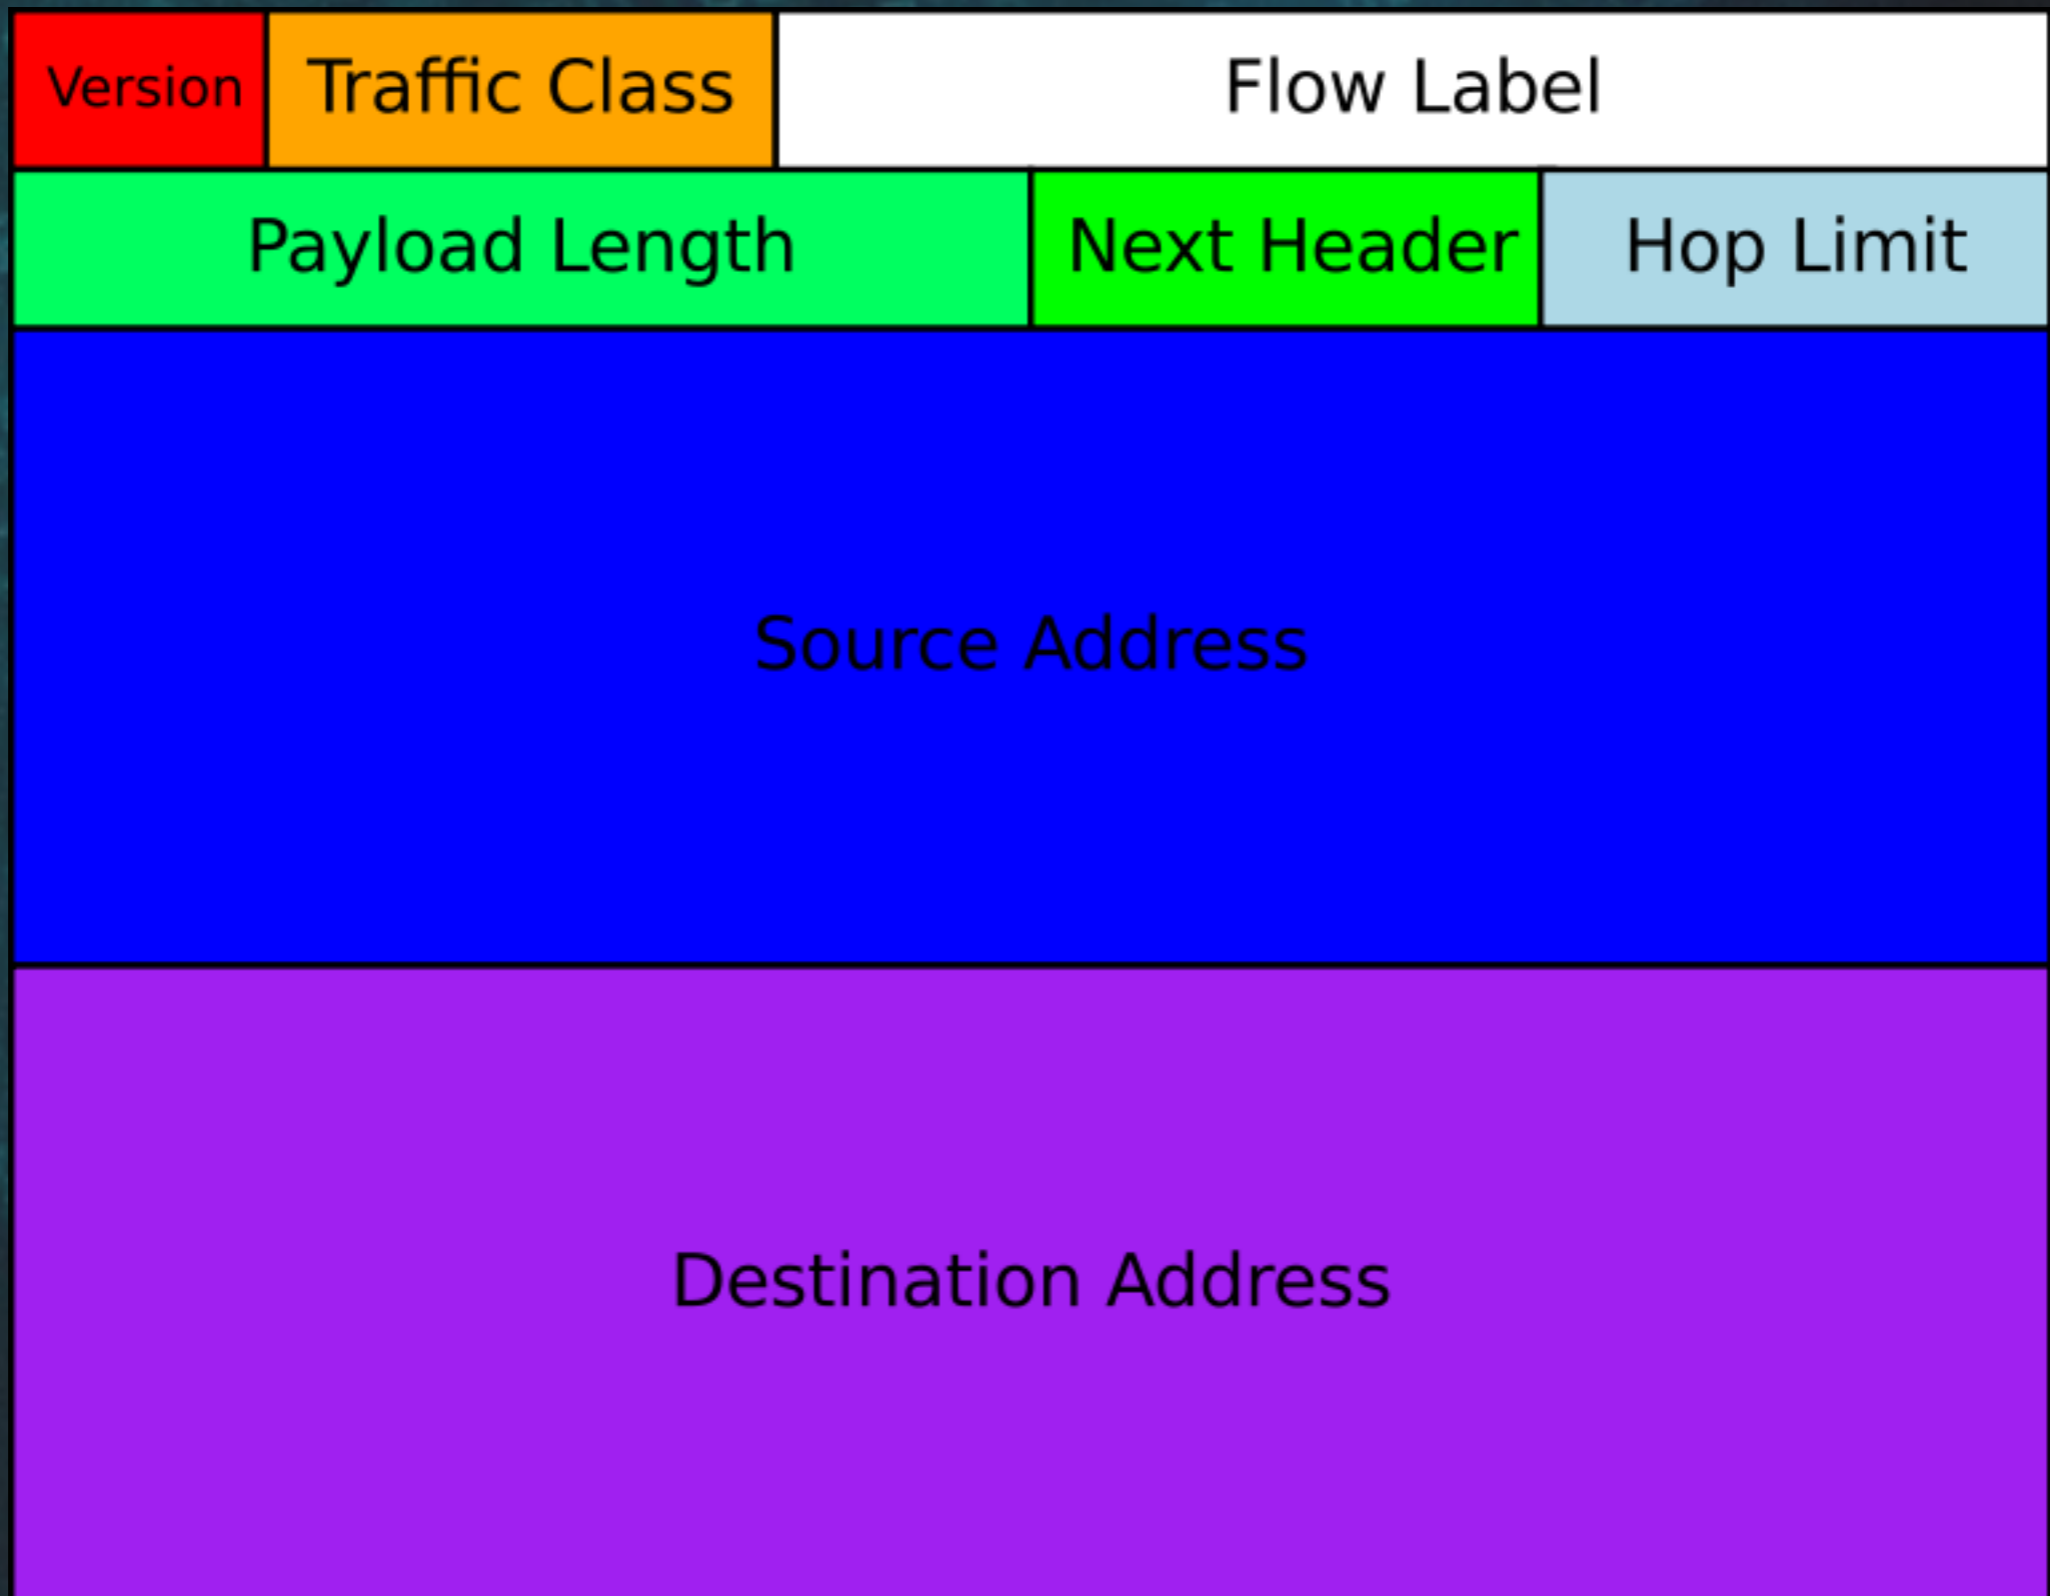 Version Traffic Class Flow Label
Payload Length Next Header Hop Limit
Source Address
Destination Address